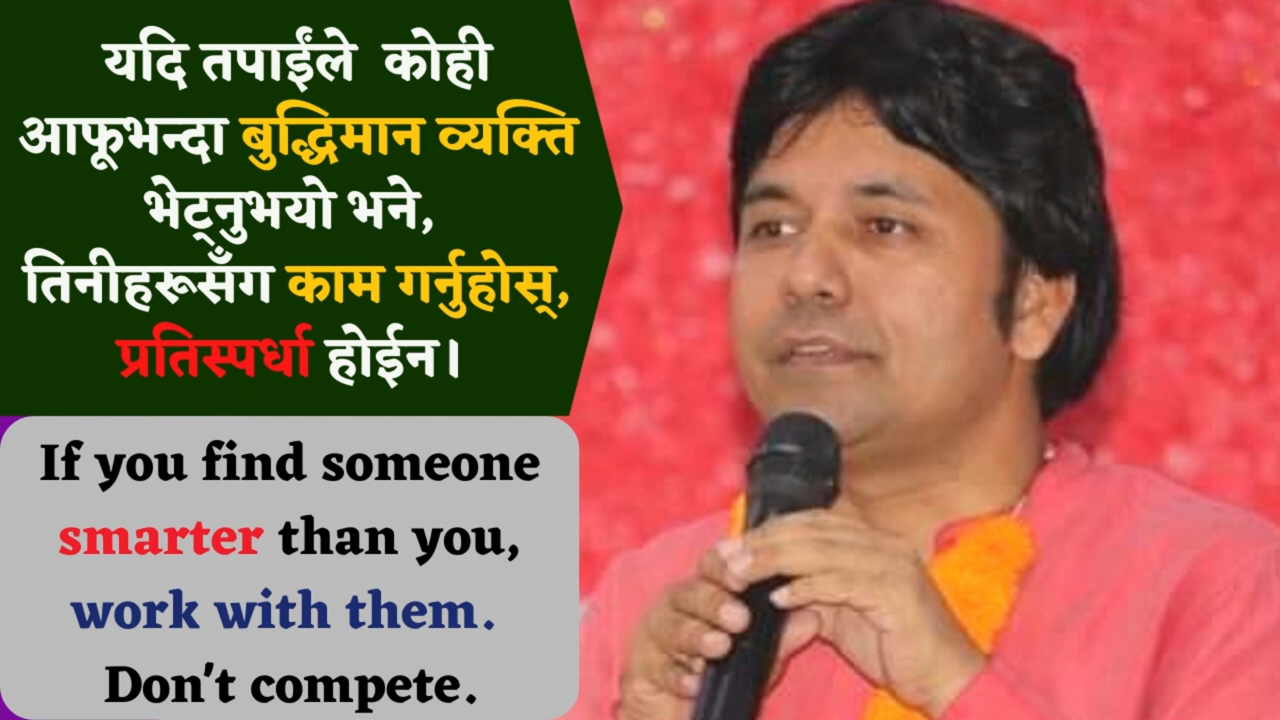 यदि तपाईंले कोही
आफूभन्दा बुद्धिमान व्यक्ति
भेट्नुभयो भने,
तिनीहरूसँग काम गर्नुहोस्,
प्रतिस्पर्धा होईन।
If you find someone
smarter than you,
work with them.
Don't compete.